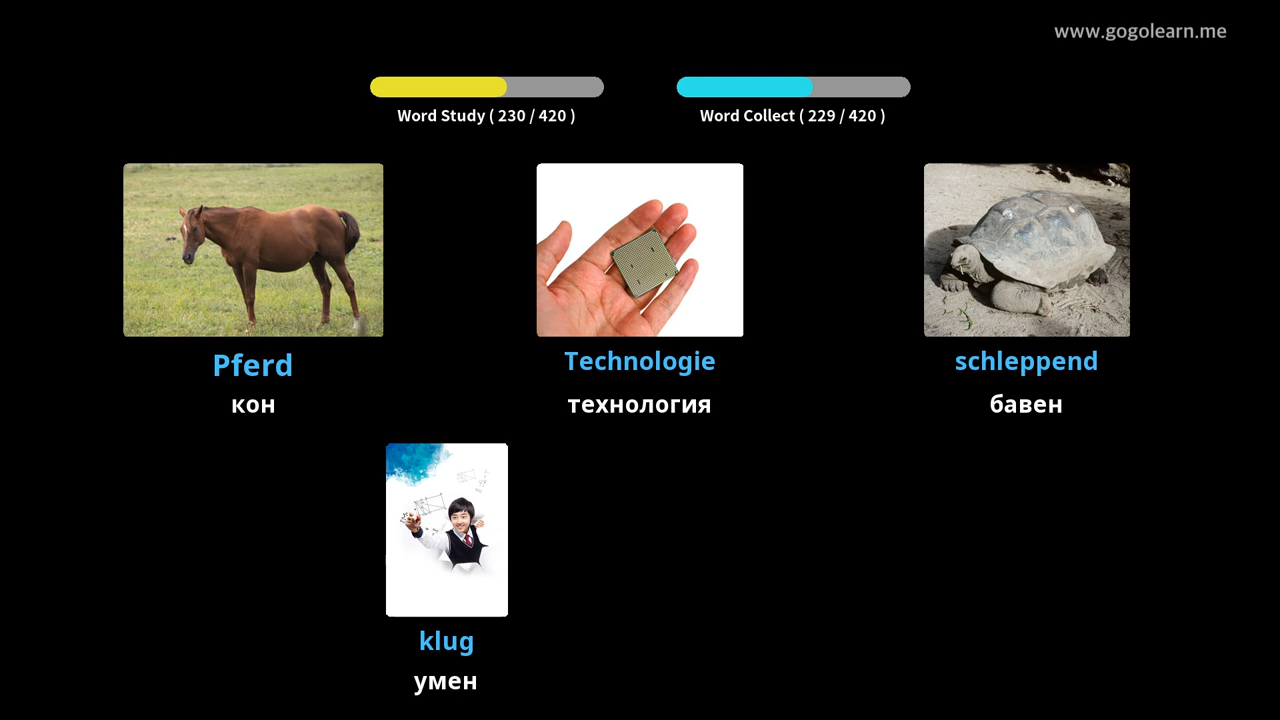 www.gogolearn.me
Word Study ( 230 / 420 )
Word Collect ( 229 / 420 )
Pferd
кон
Technologie
технология
schleppend
бавен
klug
умен